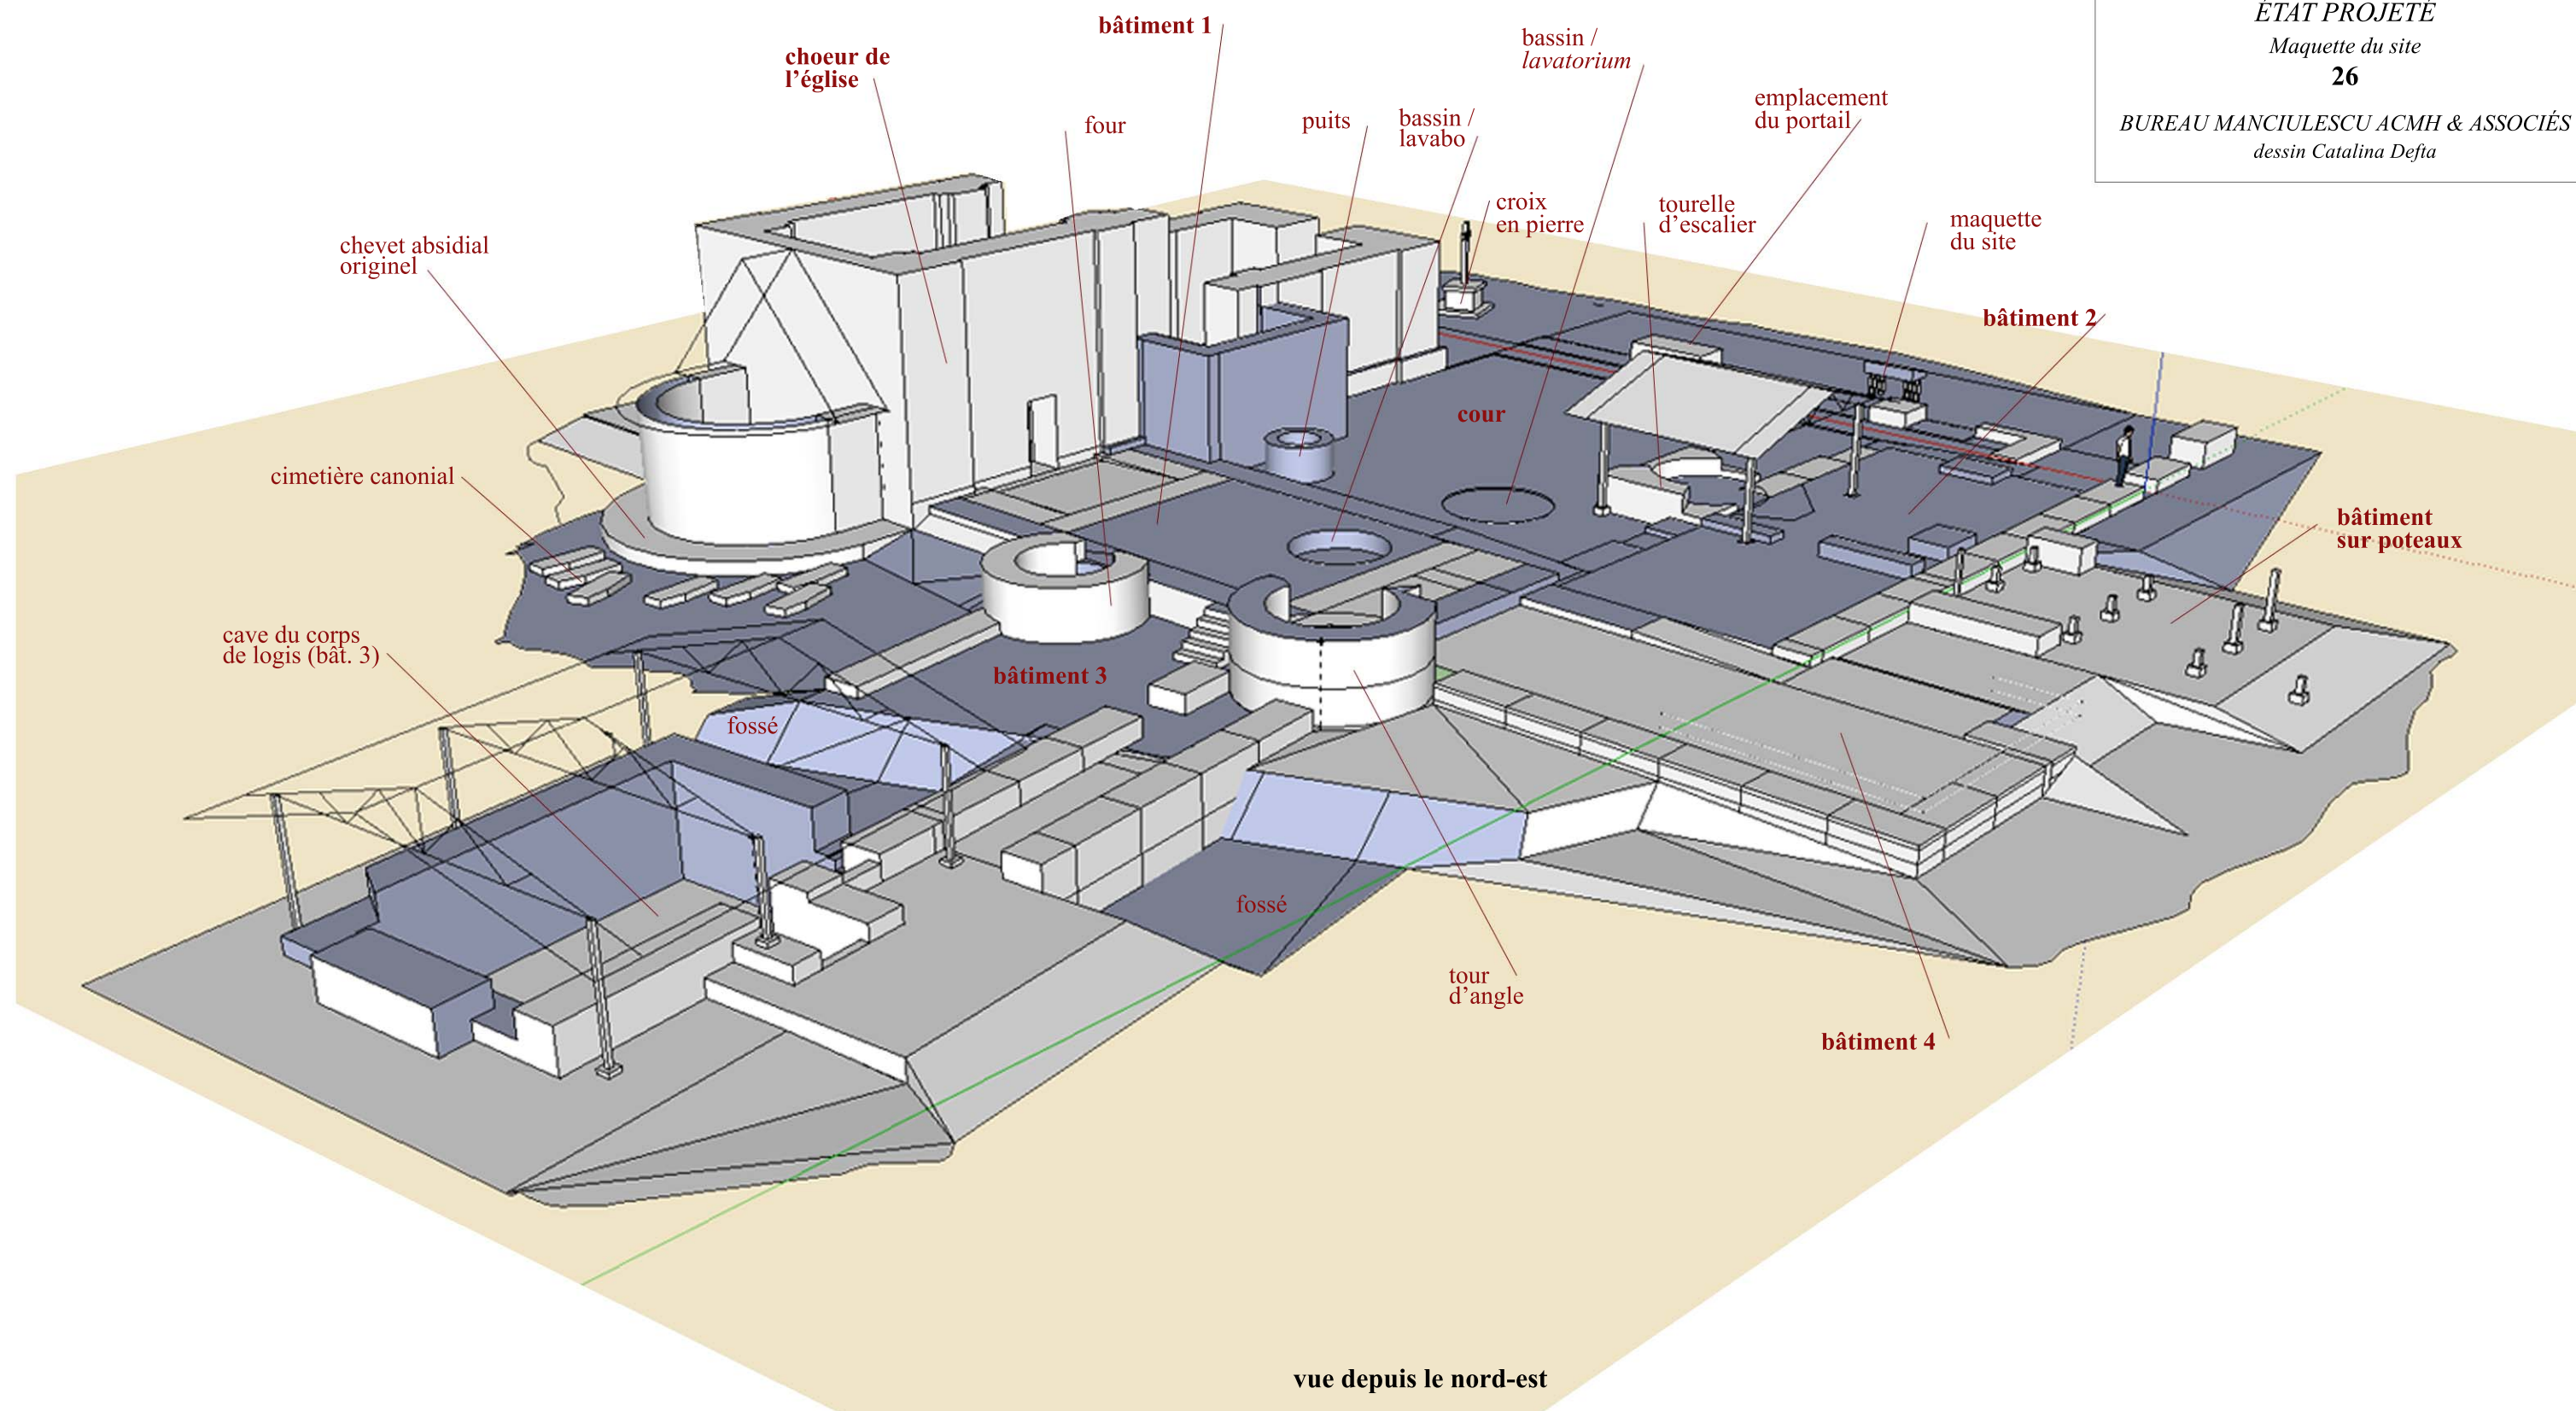 ÉTAT PROJETÉ
Maquette du site
26
BUREAU MANCIULESCU ACMH & ASSOCIÉS
dessin Catalina Defta
bâtiment 1
choeur de
l’église
bassin /
lavatorium
four
puits
bassin /
lavabo
emplacement
du portail
croix
en pierre
tourelle
d’escalier
maquette
du site
chevet absidial
originel
bâtiment 2
cour
cimetière canonial
bâtiment
sur poteaux
cave du corps
de logis (bât. 3)
bâtiment 3
fossé
fossé
tour
d’angle
bâtiment 4
vue depuis le nord-est